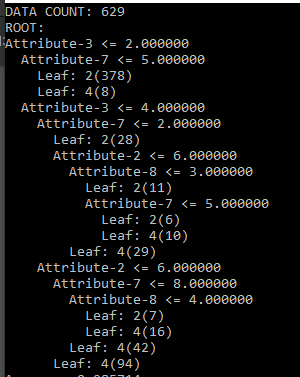 DATA COUNT: 629
ROOT:
Attribute-3 <= 2.000000
Attribute-7 <= 5.000000
Leaf: 2(378)
Leaf: 4(8)
Attribute-3 <= 4.000000
Attribute-7 <= 2.000000
Leaf: 2(28)
Attribute-2 <= 6.000000
Attribute-8 <= 3.000000
Leaf: 2(11)
Attribute-7 <= 5.000000
Leaf: 2(6)
Leaf: 4(10)
Leaf: 4(29)
Attribute-2 <= 6.000000
Attribute-7 <= 8.000000
Attribute-8 <= 4.000000
Leaf: 2(7)
Leaf: 4(16)
Leaf: 4(42)
Leaf: 4(94)